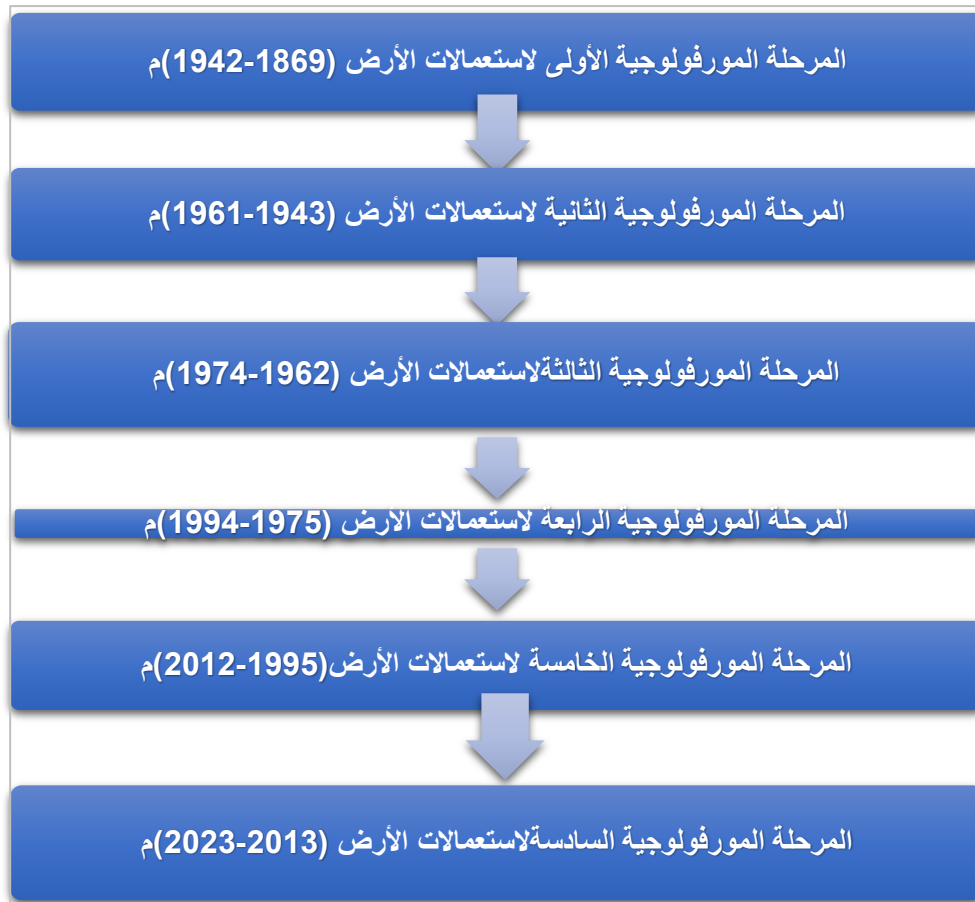 المرحلة المورفولوجية الأولى لاستعمالات الأرض (1869-1942)م
المرحلة المورفولوجية الثانية لاستعمالات الأرض (1943-1961)م
المرحلة المورفولوجية الثالثةلاستعمالات الأرض (1962-1974)م
المرحلة المورفولوجية الرابعة لاستعمالات الأرض (1975-1994)م
المرحلة المورفولوجية الخامسة لاستعمالات الأرض(1995-2012)م
المرحلة المورفولوجية السادسةلاستعمالات الأرض (2013-2023)م